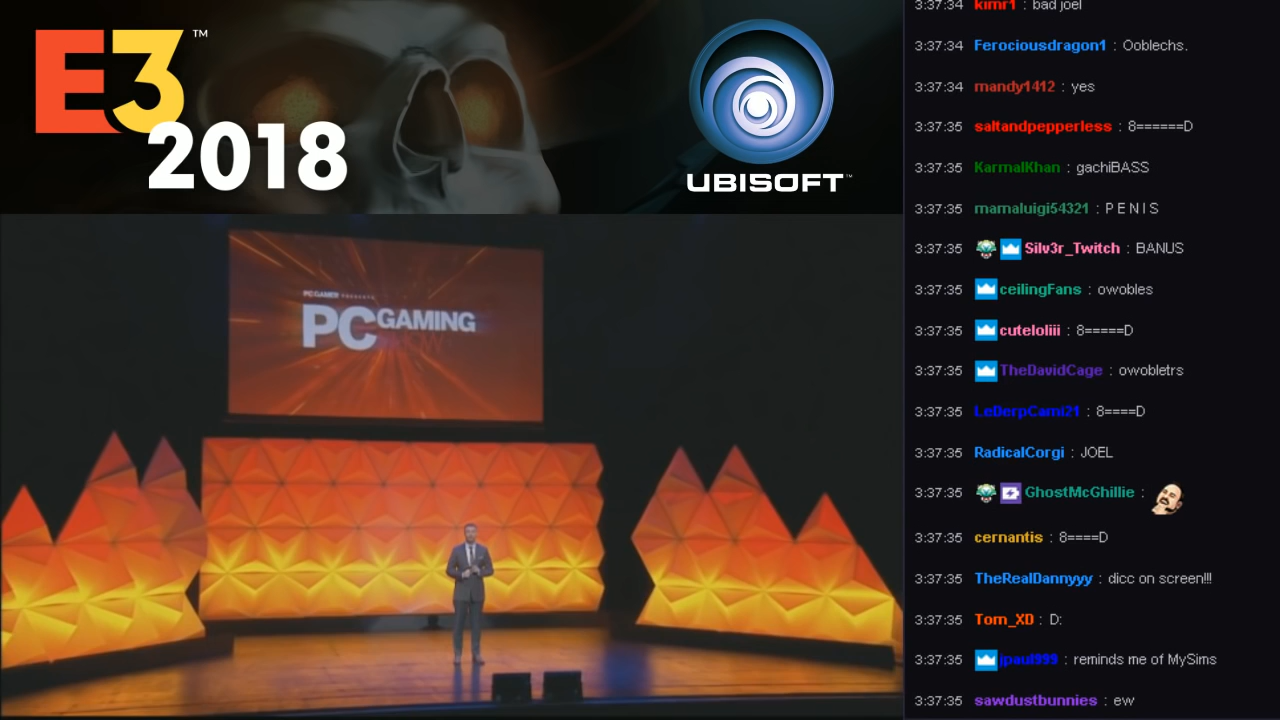 E3™
2018
UBISOFT™
PC GAMER PRESENTS
PC GAMING
3:37:34 kimr1 : bad joel
3:37:34 Ferociousdragon1 : Ooblechs.
3:37:34 mandy1412 : yes
3:37:35 saltandpepperless : 8======D
3:37:35 KarmalKhan : gachiBASS
3:37:35 mamaluigi54321 : P E N I S
3:37:35 Silv3r_Twitch : BANUS
3:37:35 ceilingFans : owobles
3:37:35 cuteloliii : 8=====D
3:37:35 TheDavidCage : owobletrs
3:37:35 LeDerpCami21 : 8====D
3:37:35 RadicalCorgi : JOEL
3:37:35 GhostMcGhillie :
3:37:35 cernantis : 8====D
3:37:35 TheRealDannyyy : dicc on screen!!!
3:37:35 Tom_XD : D:
3:37:35 jpaul999 : reminds me of MySims
3:37:35 sawdustbunnies : ew